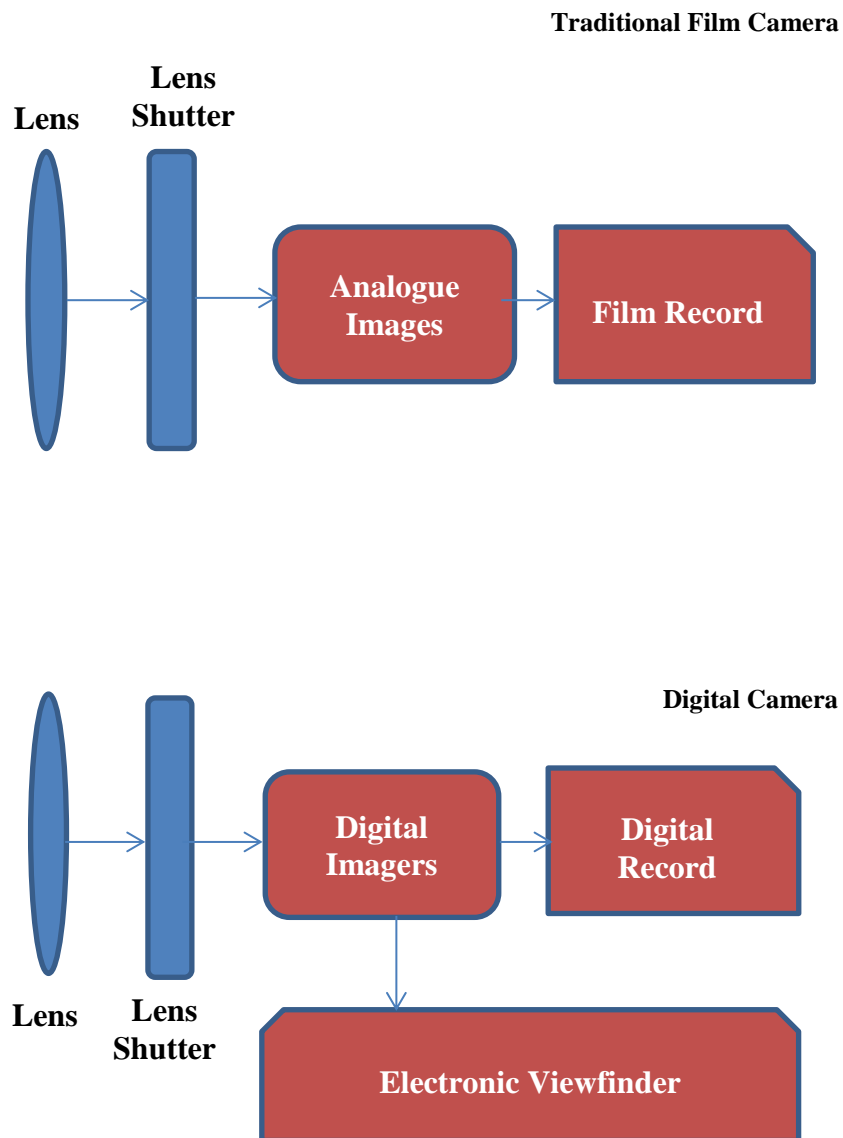 Traditional Film Camera
Lens
Shutter
Lens
Analogue
Images
Film Record
Digital Camera
Digital
Imagers
Digital
Record
Lens
Lens
Shutter
Electronic Viewfinder